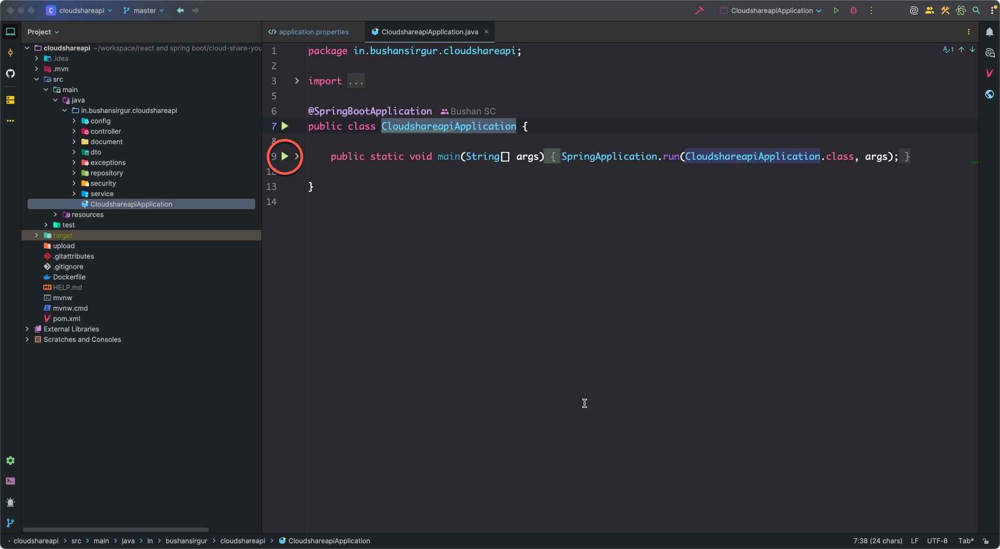 C cloudshareapi master CloudshareapiApplication
Project
cloudshareapi ~/workspace/react and spring boot/cloud-share-you
.idea
.mvn
src
main
java
in.bushansirgur.cloudshareapi
config
controller
document
dto
exceptions
repository
security
service
CloudshareapiApplication
resources
test
target
upload
.gitattributes
.gitignore
Dockerfile
HELP.md
mvnw
mvnw.cmd
pom.xml
External Libraries
Scratches and Consoles
application.properties CloudshareapiApplication.java
1 package in.bushansirgur.cloudshareapi; 1
2
3 import ...
5
6 @SpringBootApplication Bushan SC
7 public class CloudshareapiApplication {
8
9 public static void main(String[] args) { SpringApplication.run(CloudshareapiApplication.class, args); }
12
13 }
14
cloudshareapi > src > main > java > in > bushansirgur > cloudshareapi > CloudshareapiApplication 7:38 (24 chars) LF UTF-8 Tab*